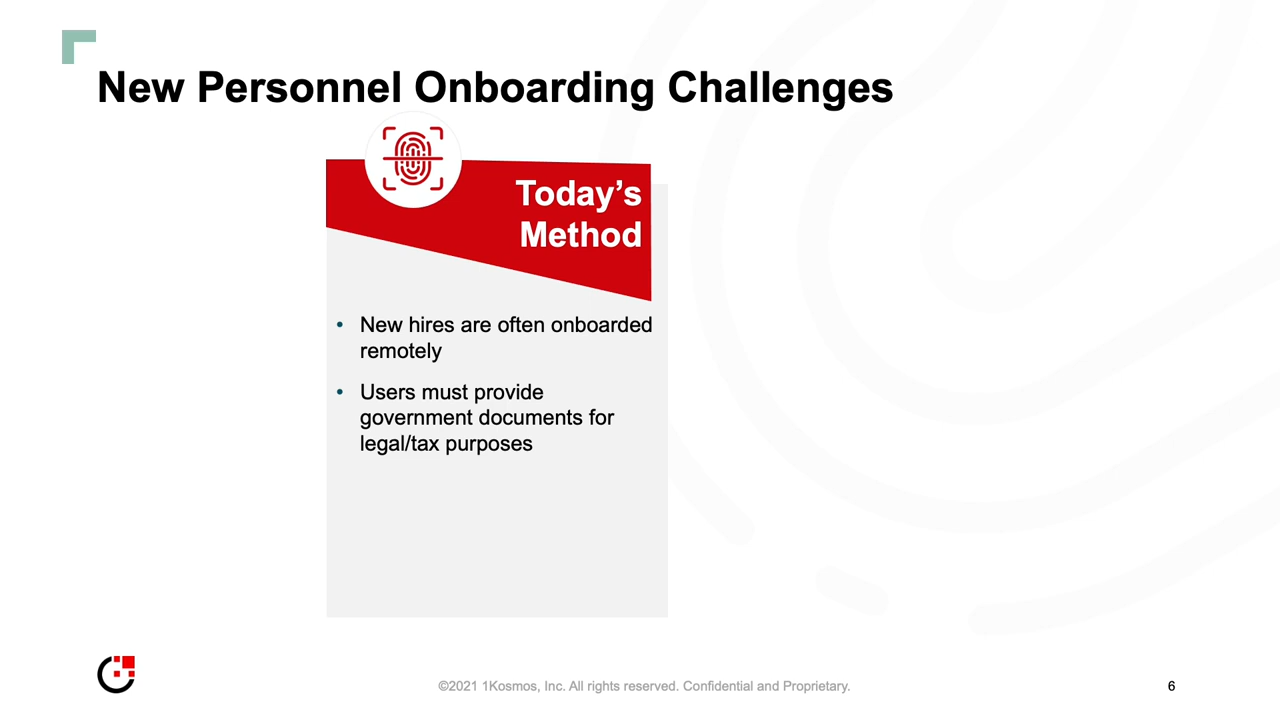 New Personnel Onboarding Challenges
Today’s
Method
• New hires are often onboarded
remotely
• Users must provide
government documents for
legal/tax purposes
©2021 1Kosmos, Inc. All rights reserved. Confidential and Proprietary.
6